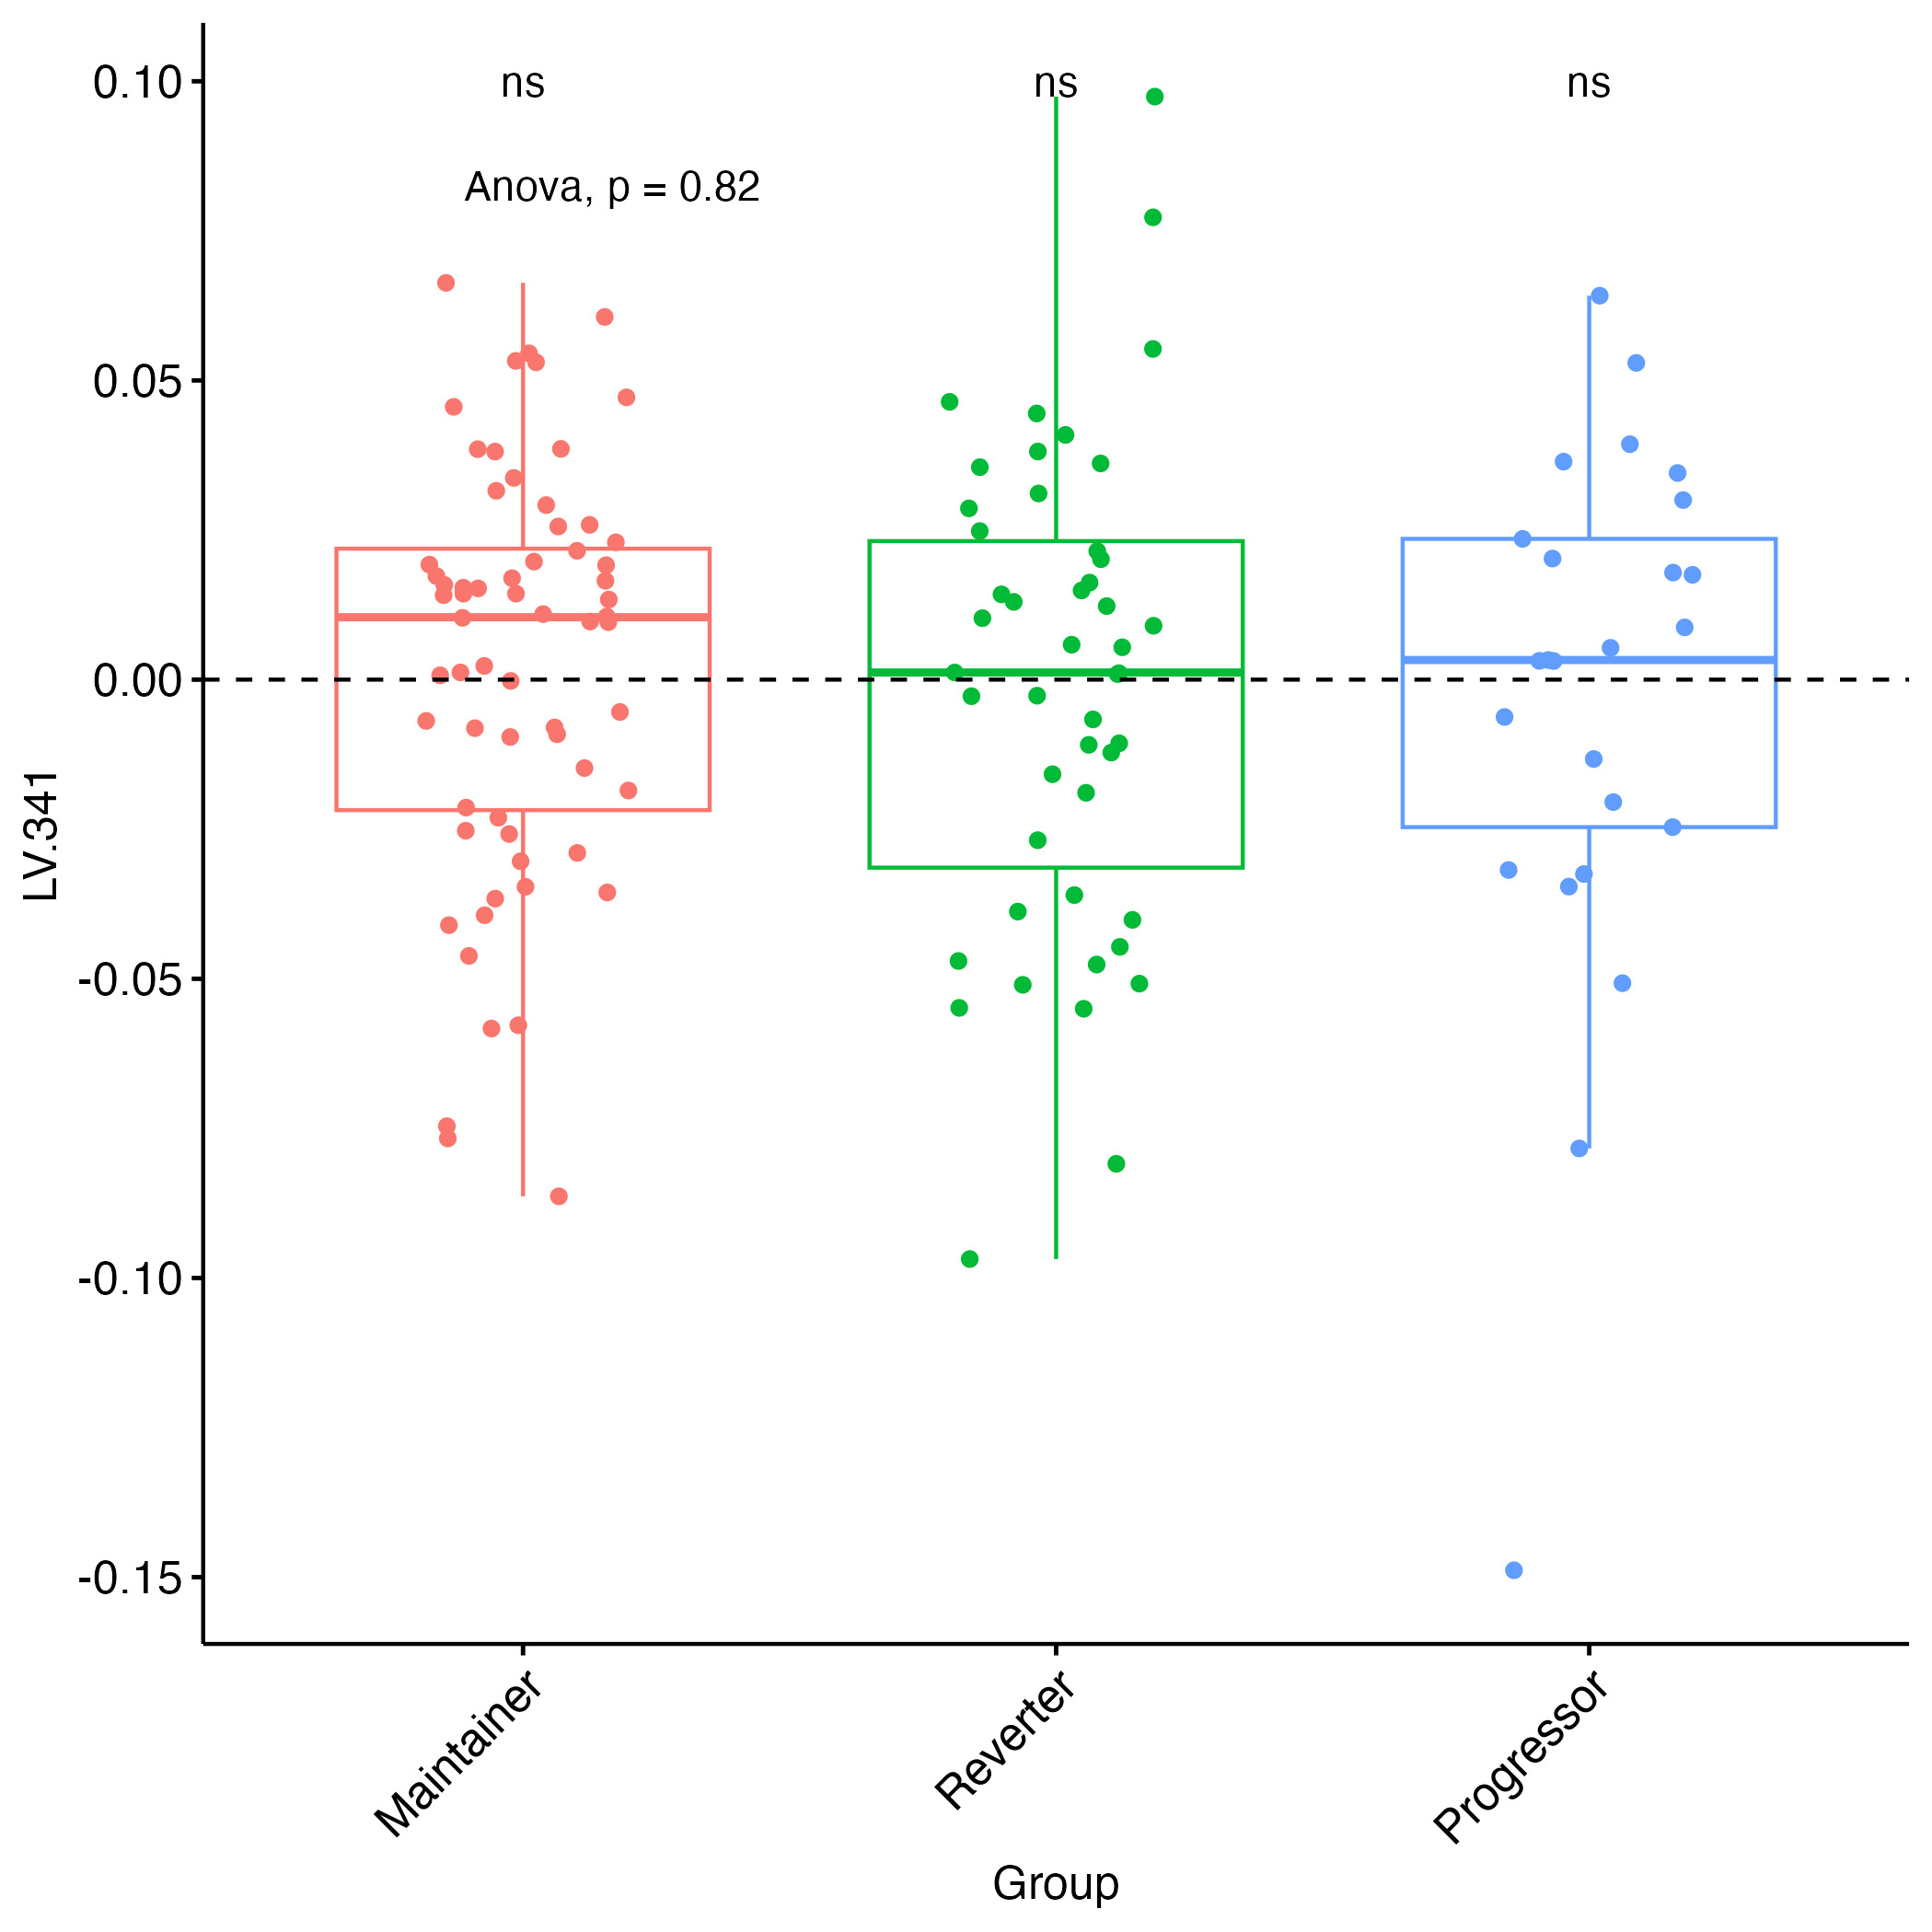 ns ns ns
Anova, p = 0.82
0.10
0.05
0.00
-0.05
-0.10
-0.15
LV.341
Maintainer
Reverter
Progressor
Group